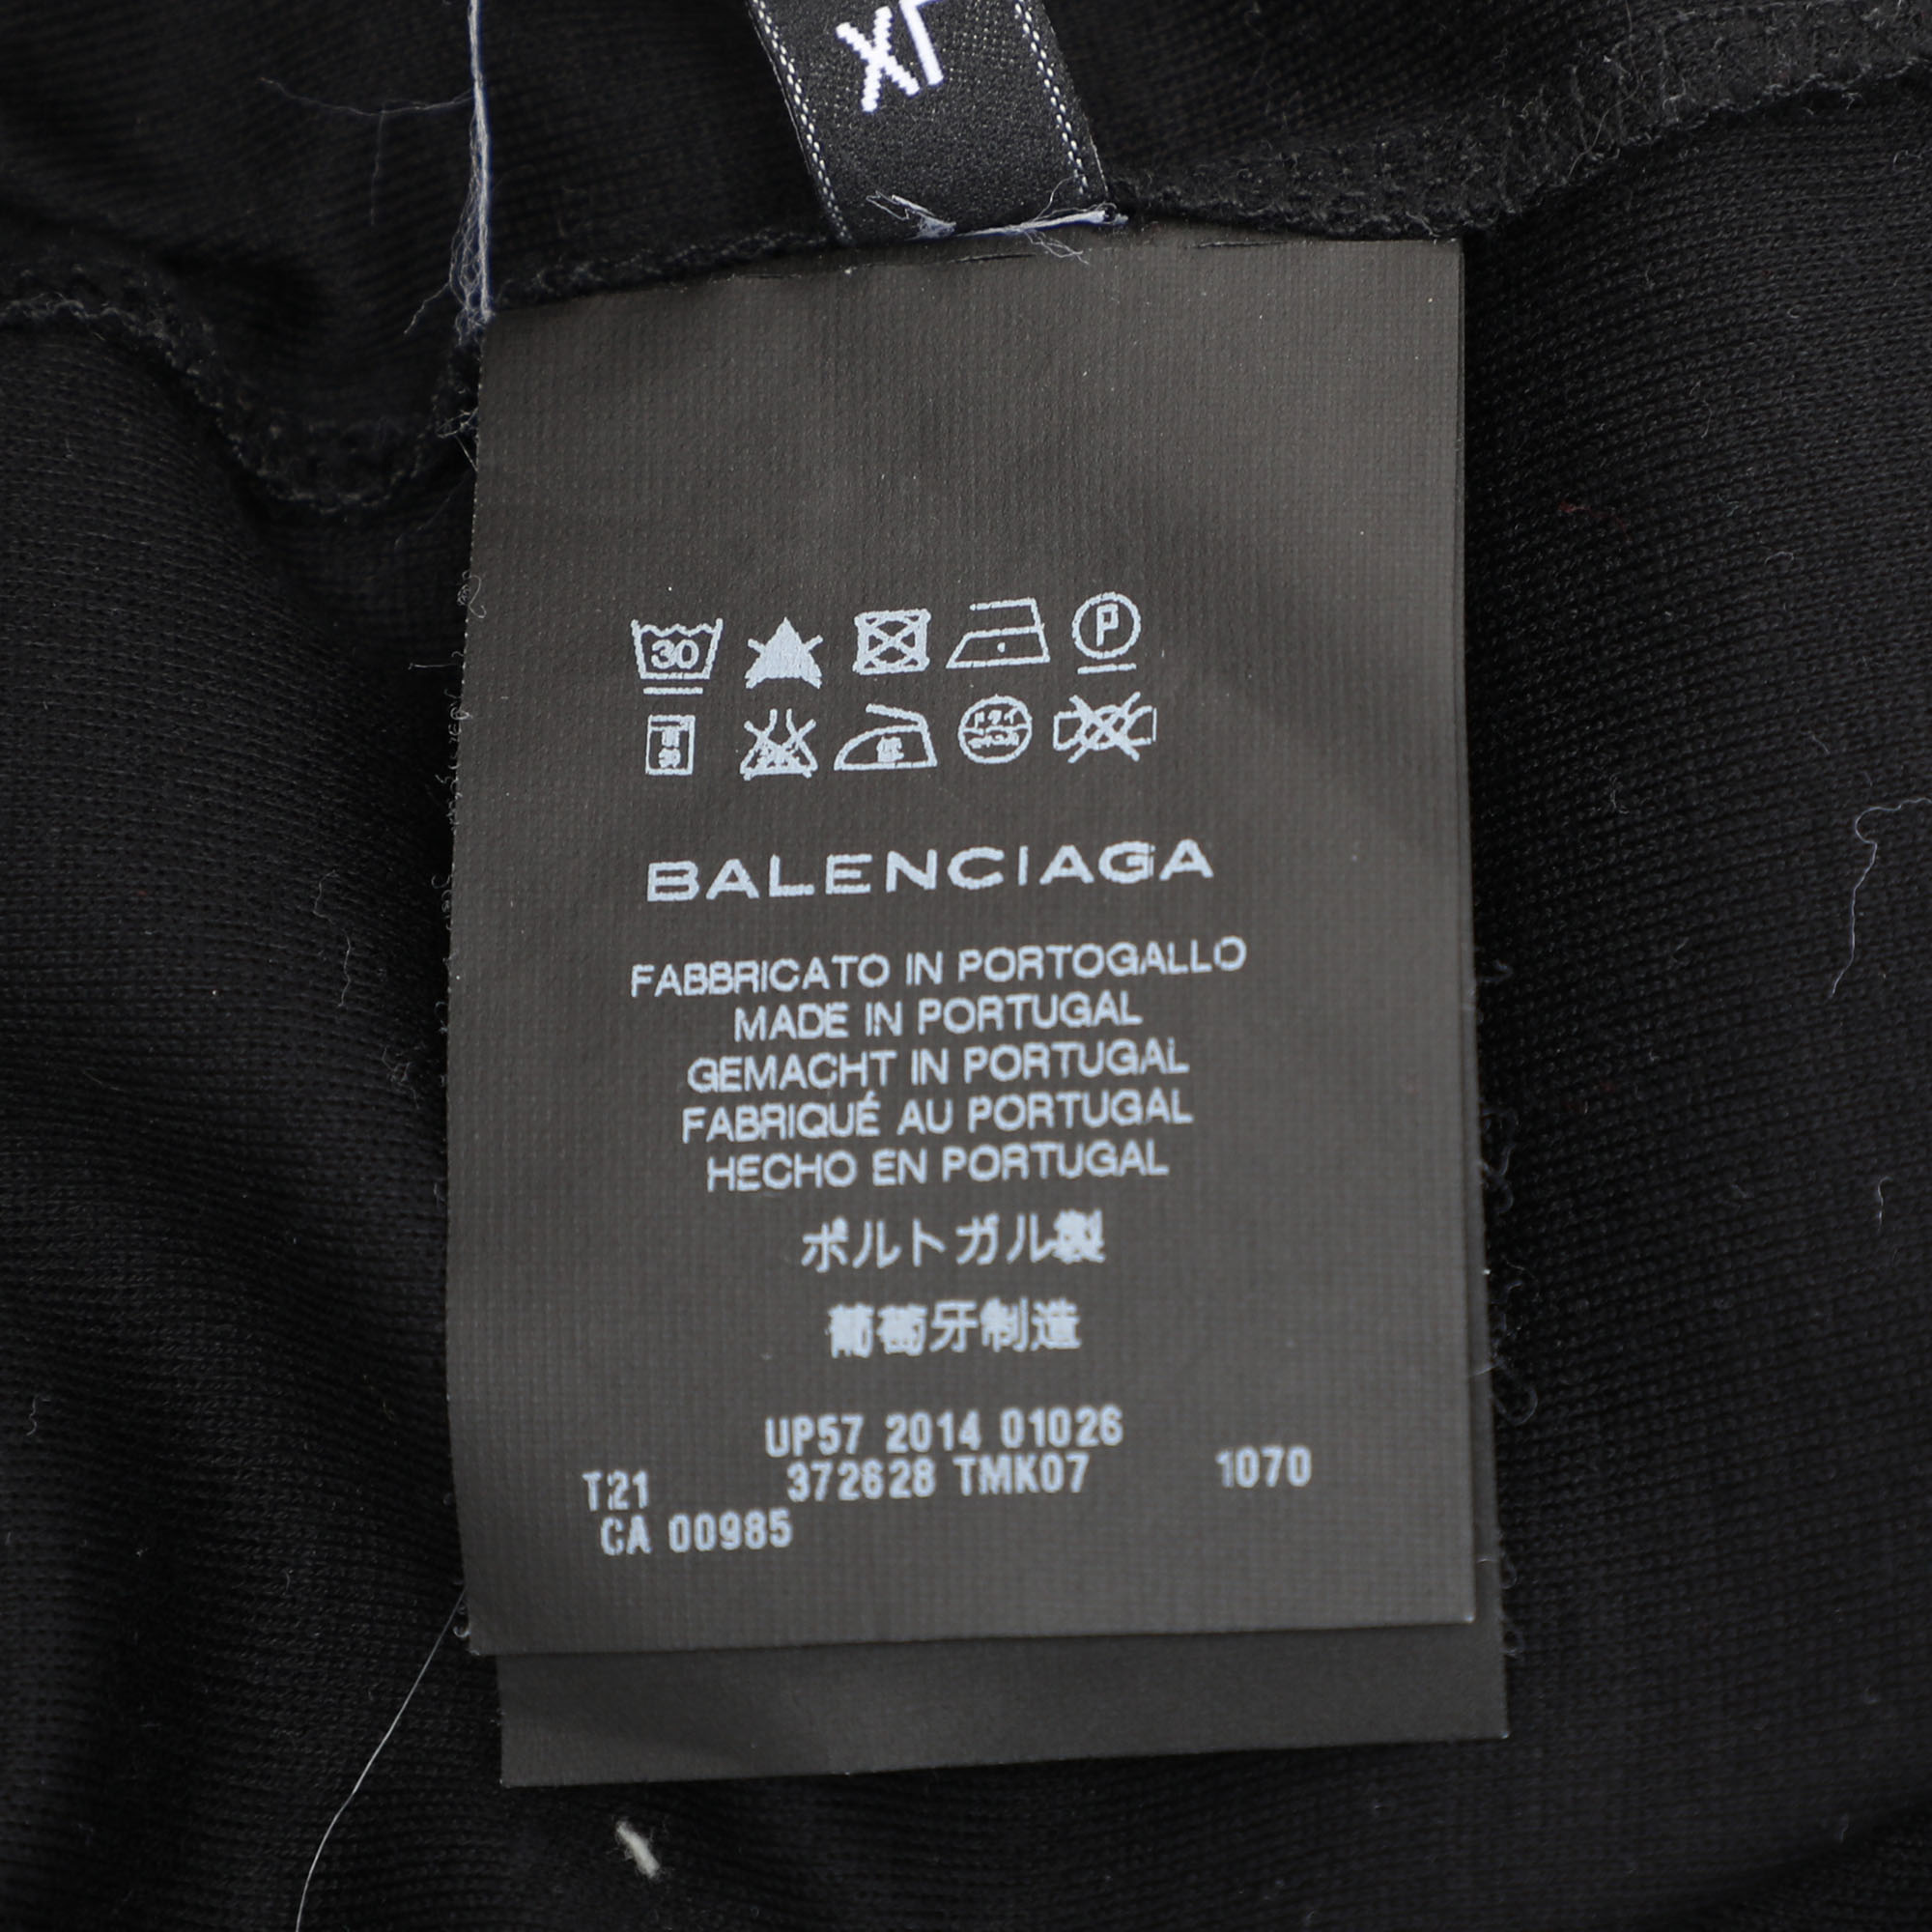 XL
30
P
BALENCIAGA
FABBRICATO IN PORTOGALLO
MADE IN PORTUGAL
GEMACHT IN PORTUGAL
FABRIQUÉ AU PORTUGAL
HECHO EN PORTUGAL
ポルトガル製
葡萄牙制造
UP57 2014 01026
T21 372628 TMK07 1070
CA 00985